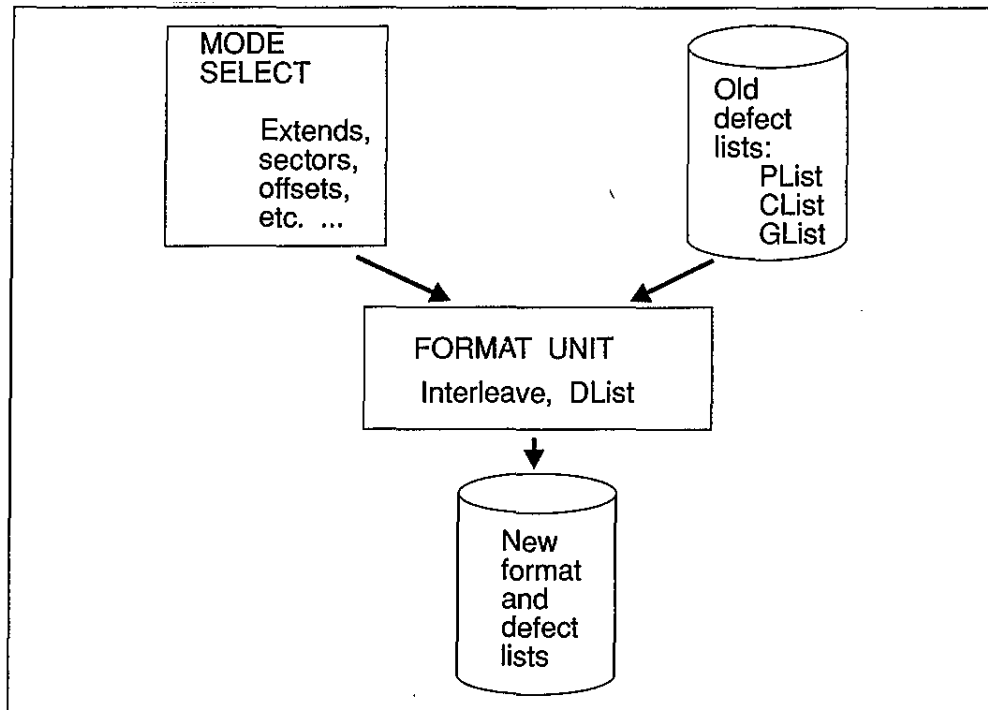 MODE
SELECT
Extends,
sectors,
offsets,
etc. ...
Old
defect
lists:
PList
CList
GList
FORMAT UNIT
Interleave, DList
New
format
and
defect
lists